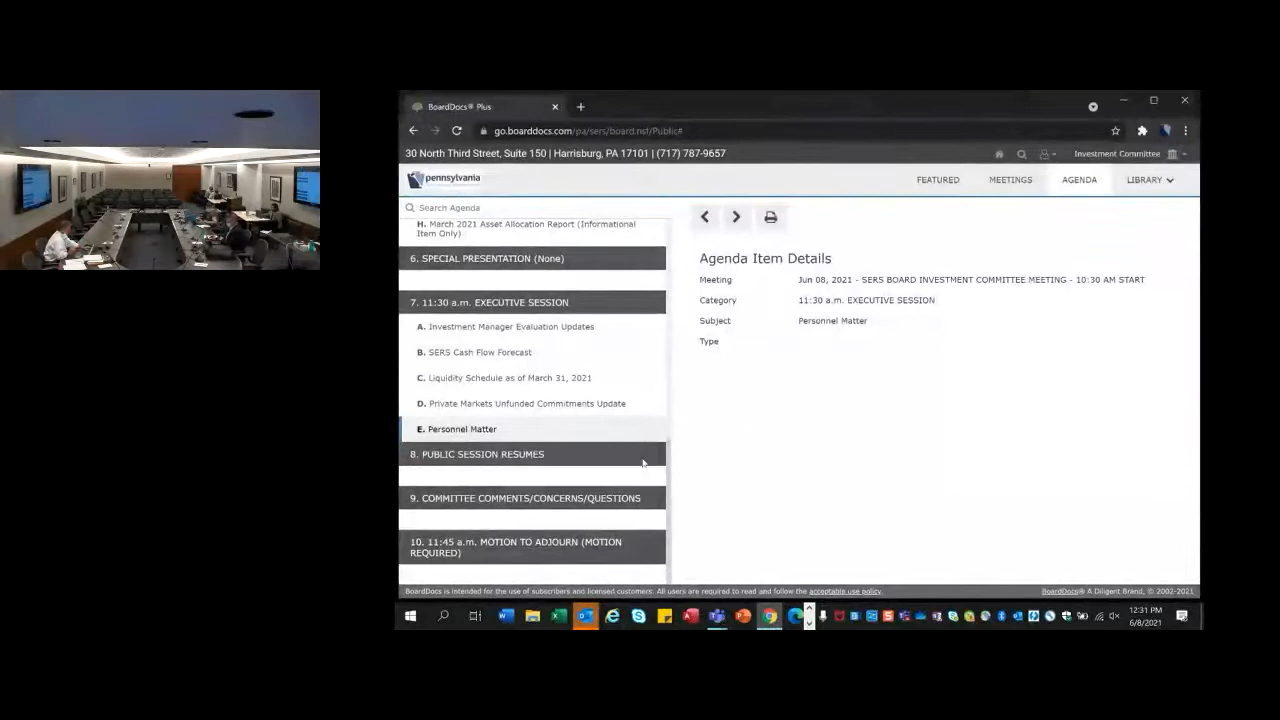 BoardDocs® Plus
go.boarddocs.com/pa/sers/board.nsf/Public#
30 North Third Street, Suite 150 | Harrisburg, PA 17101 | (717) 787-9657
Investment Committee
pennsylvania
FEATURED
MEETINGS
AGENDA
LIBRARY
Search Agenda
H. March 2021 Asset Allocation Report (Informational
Item Only)
6. SPECIAL PRESENTATION (None)
7. 11:30 a.m. EXECUTIVE SESSION
A. Investment Manager Evaluation Updates
B. SERS Cash Flow Forecast
C. Liquidity Schedule as of March 31, 2021
D. Private Markets Unfunded Commitments Update
E. Personnel Matter
8. PUBLIC SESSION RESUMES
9. COMMITTEE COMMENTS/CONCERNS/QUESTIONS
10. 11:45 a.m. MOTION TO ADJOURN (MOTION
REQUIRED)
Agenda Item Details
Meeting Jun 08, 2021 - SERS BOARD INVESTMENT COMMITTEE MEETING - 10:30 AM START
Category 11:30 a.m. EXECUTIVE SESSION
Subject Personnel Matter
Type
BoardDocs is intended for the use of subscribers and licensed customers. All users are required to read and follow the acceptable use policy.
BoardDocs® A Diligent Brand, © 2002-2021
12:31 PM
6/8/2021